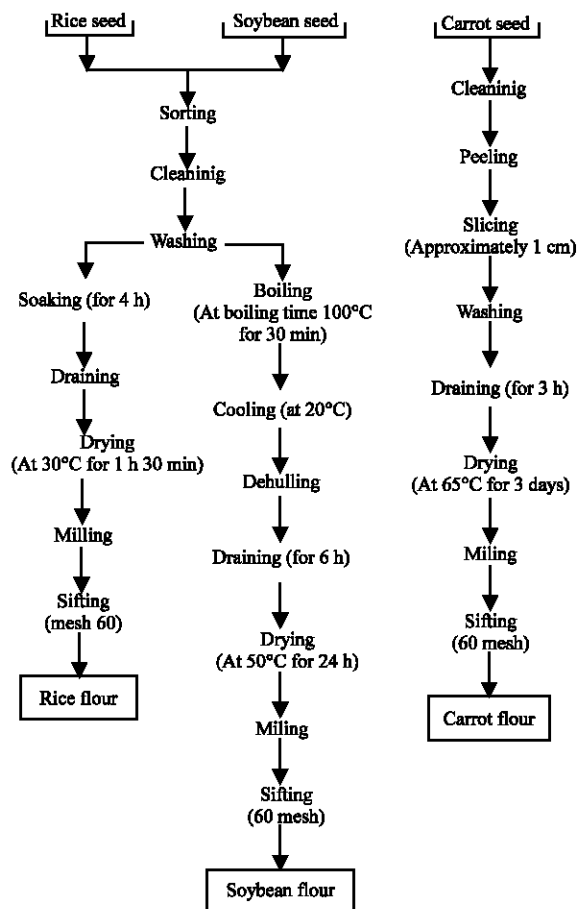 Rice seed
Soybean seed
Sorting
Cleaninig
Washing
Soaking (for 4 h)
Draining
Drying
(At 30°C for 1 h 30 min)
Milling
Sifting
(mesh 60)
Rice flour
Boiling
(At boiling time 100°C
for 30 min)
Cooling (at 20°C)
Dehulling
Draining (for 6 h)
Drying
(At 50°C for 24 h)
Miling
Sifting
(60 mesh)
Soybean flour
Carrot seed
Cleaninig
Peeling
Slicing
(Approximately 1 cm)
Washing
Draining (for 3 h)
Drying
(At 65°C for 3 days)
Miling
Sifting
(60 mesh)
Carrot flour